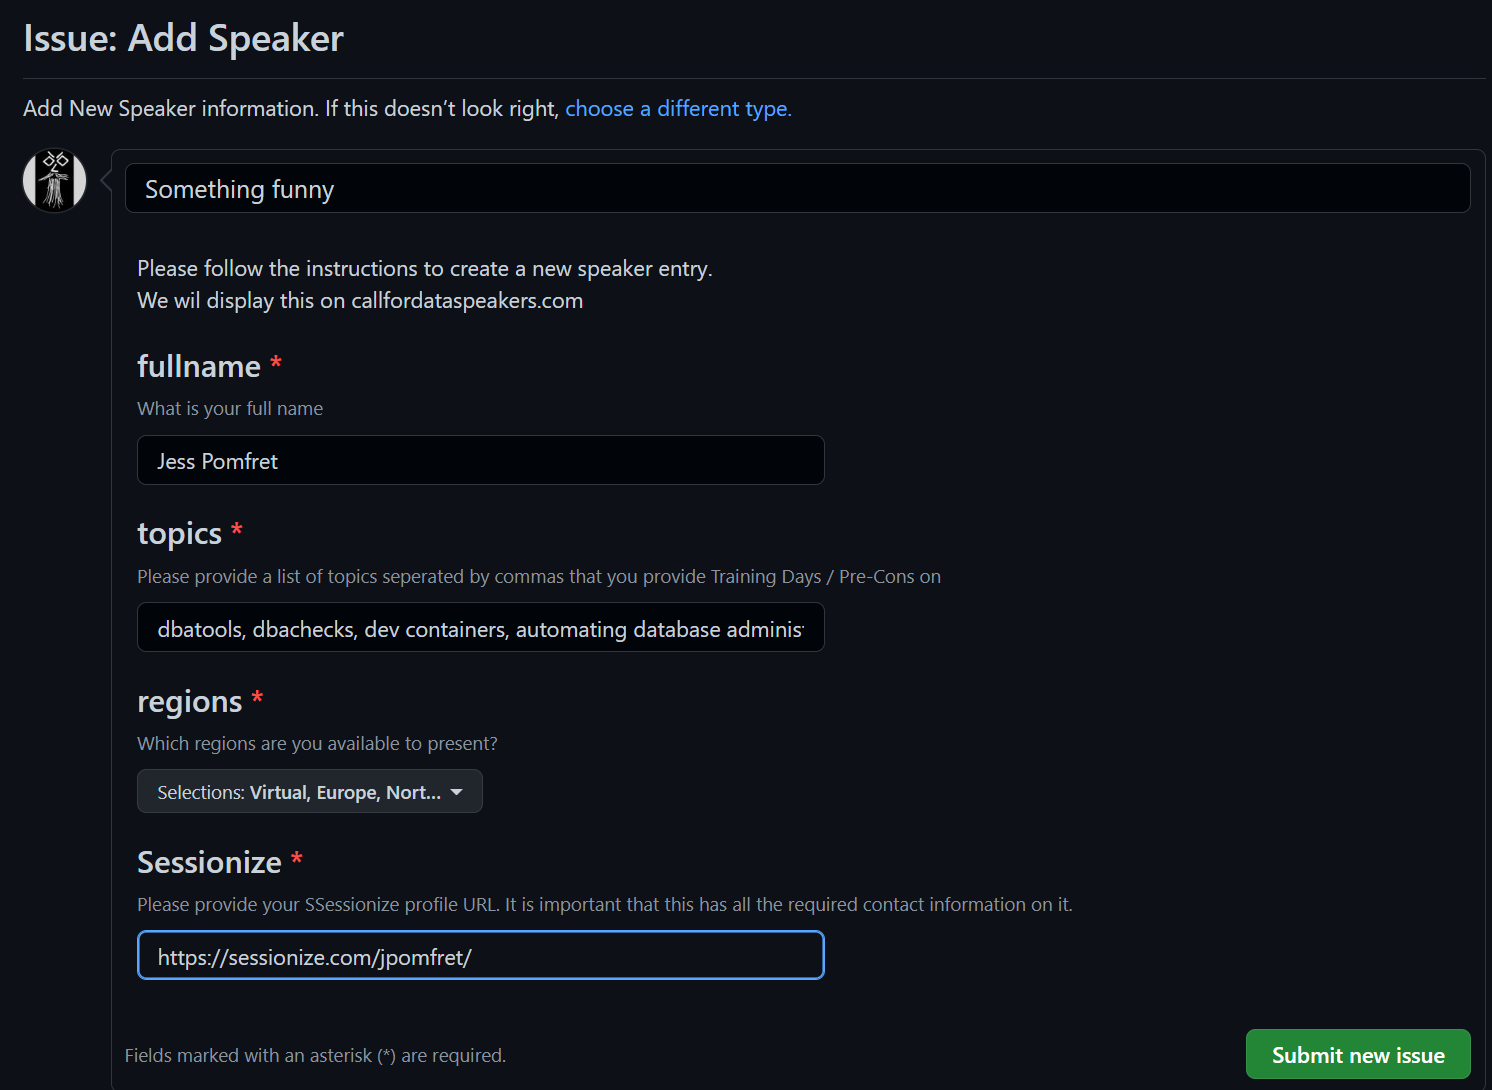 Issue: Add Speaker
Add New Speaker information. If this doesn’t look right, choose a different type.
Something funny
Please follow the instructions to create a new speaker entry.
We wil display this on callfordataspeakers.com
fullname *
What is your full name
Jess Pomfret
topics *
Please provide a list of topics seperated by commas that you provide Training Days / Pre-Cons on
dbatools, dbachecks, dev containers, automating database adminis
regions *
Which regions are you available to present?
Selections: Virtual, Europe, Nort...
Sessionize *
Please provide your SSessionize profile URL. It is important that this has all the required contact information on it.
https://sessionize.com/jpomfret/
Fields marked with an asterisk (*) are required.
Submit new issue